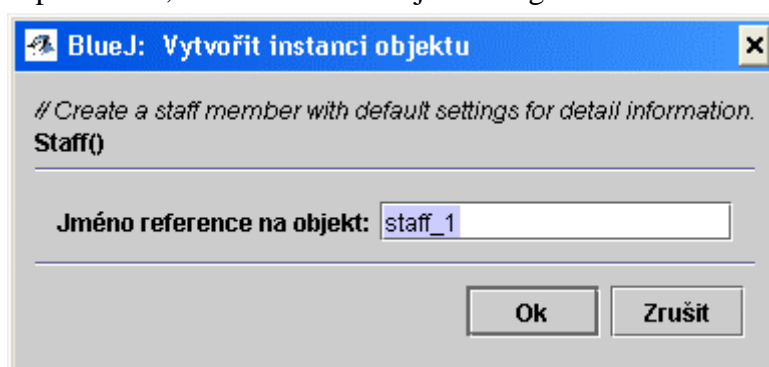 BlueJ: Vytvořit instanci objektu
// Create a staff member with default settings for detail information.
Staff()
Jméno reference na objekt: staff_1
Ok Zrušit